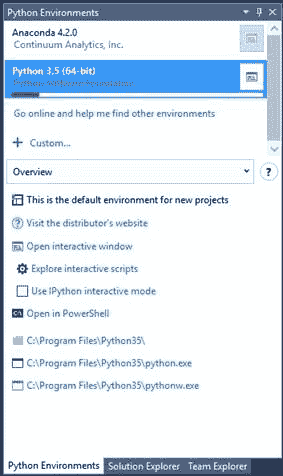 Python Environments
Anaconda 4.2.0
Continuum Analytics, inc.
Python 3.5 (64-bit)
Go online and help me find other environments
Custom...
Overview
?
This is the default environment for new projects
Visit the distributor's website
Open interactive window
Explore interactive scripts
Use IPython interactive mode
Open in PowerShell
C:\Program Files\Python35\
C:\Program Files\Python35\python.exe
C:\Program Files\Python35\pythonw.exe
Python Environments Solution Explorer Team Explorer